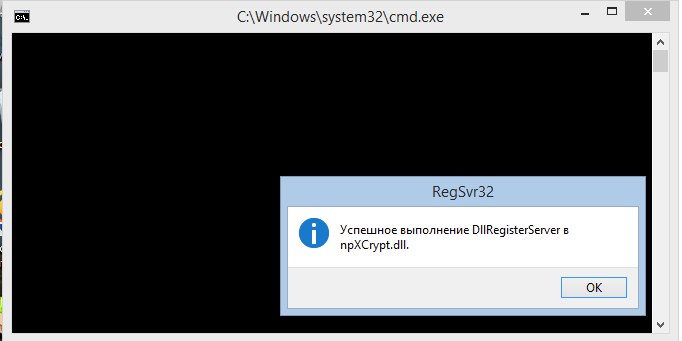 C:\Windows\system32\cmd.exe
RegSvr32
Успешное выполнение DllRegisterServer в
npXCrypt.dll.
OK